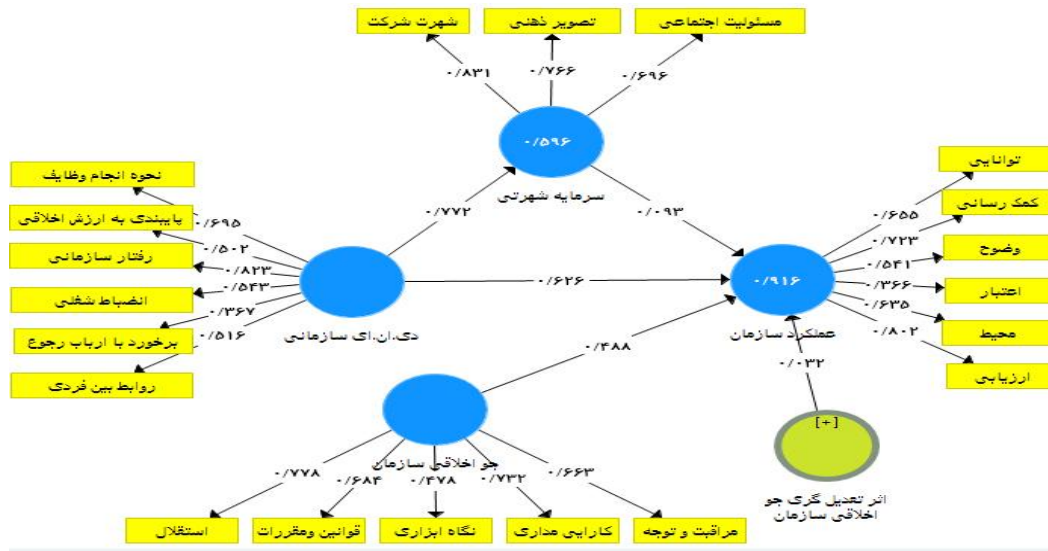 شهرت شرکت
تصویر ذهنی
مسئولیت اجتماعی
۰/۸۳۱
۰/۷۶۶
۰/۶۹۶
۰/۵۹۶
سرمایه شهرتی
نحوه انجام وظایف
پایبندی به ارزش اخلاقی
رفتار سازمانی
انضباط شغلی
برخورد با ارباب رجوع
روابط بین فردی
۰/۶۹۵
۰/۵۰۲
۰/۸۲۳
۰/۵۴۳
۰/۳۶۷
۰/۵۱۶
دی.ان.ای سازمانی
۰/۷۷۲
۰/۰۹۳
۰/۶۲۶
۰/۴۸۸
۰/۰۳۲
۰/۹۱۶
عملکرد سازمان
۰/۶۵۵
۰/۷۲۳
۰/۵۴۱
۰/۳۶۶
۰/۶۳۵
۰/۸۰۲
توانایی
کمک رسانی
وضوح
اعتبار
محیط
ارزیابی
جو اخلاقی سازمان
۰/۷۷۸
۰/۶۸۴
۰/۴۷۸
۰/۷۳۲
۰/۶۶۳
استقلال
قوانین ومقررات
نگاه ابزاری
کارایی مداری
مراقبت و توجه
[+]
اثر تعدیل گری جو
اخلاقی سازمان